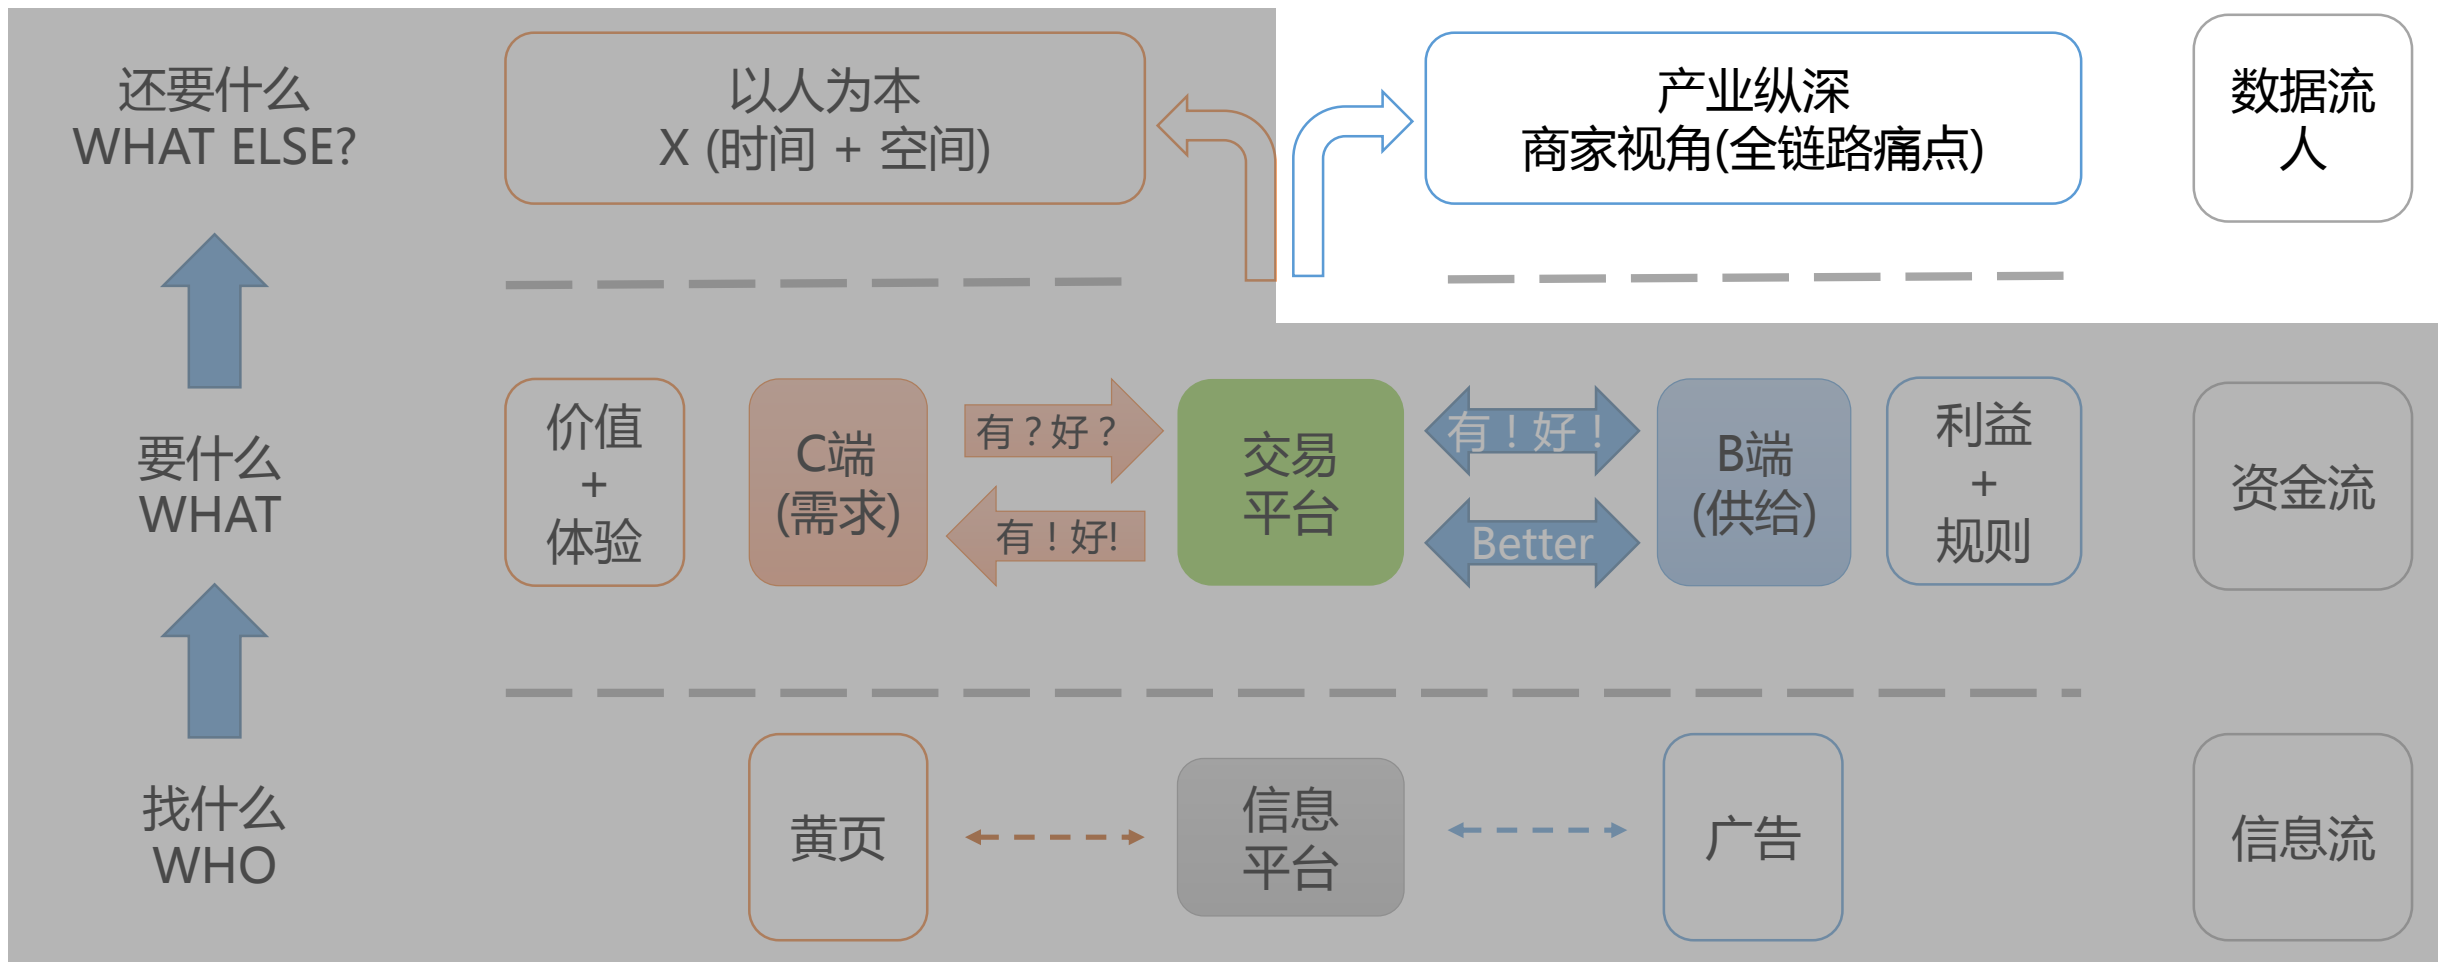 还要什么
WHAT ELSE?
以人为本
X (时间 + 空间)
产业纵深
商家视角(全链路痛点)
数据流
人
要什么
WHAT
价值
+
体验
C端
(需求)
有？好？
有！好!
交易
平台
有！好！
Better
B端
(供给)
利益
+
规则
资金流
找什么
WHO
黄页
信息
平台
广告
信息流